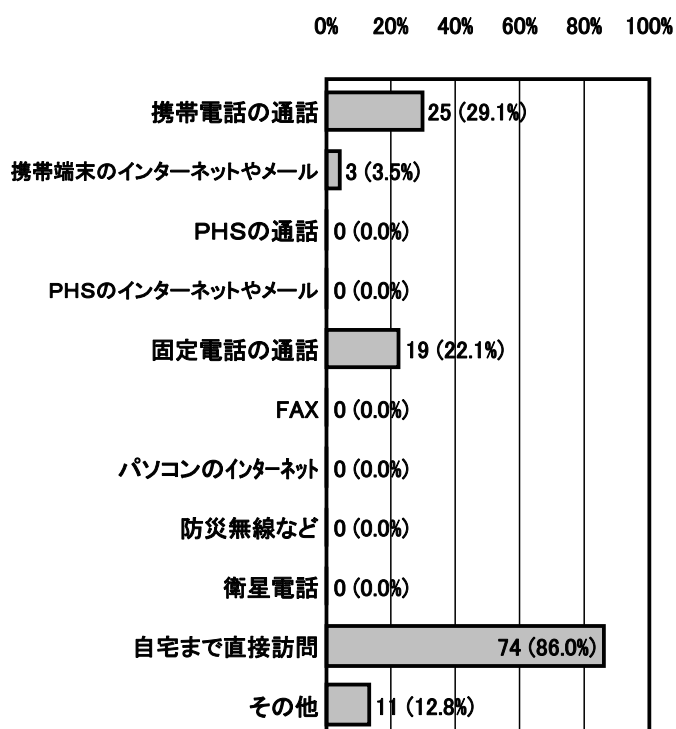 0% 20% 40% 60% 80% 100%
携帯電話の通話 25 (29.1%)
携帯端末のインターネットやメール 3 (3.5%)
PHSの通話 0 (0.0%)
PHSのインターネットやメール 0 (0.0%)
固定電話の通話 19 (22.1%)
FAX 0 (0.0%)
パソコンのインターネット 0 (0.0%)
防災無線など 0 (0.0%)
衛星電話 0 (0.0%)
自宅まで直接訪問 74 (86.0%)
その他 11 (12.8%)